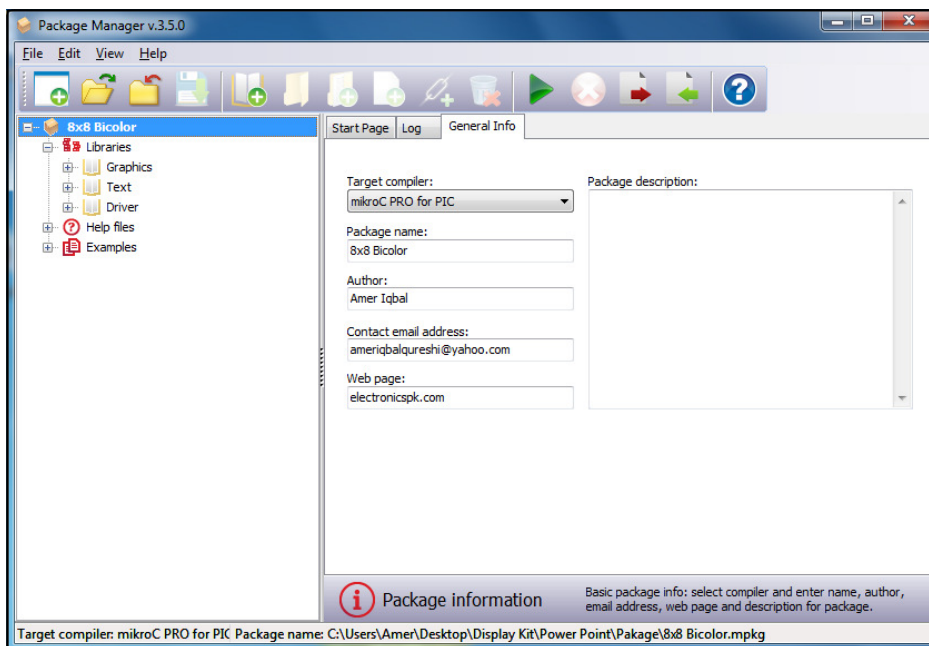 Package Manager v.3.5.0
File Edit View Help
8x8 Bicolor
Libraries
Graphics
Text
Driver
Help files
Examples
Start Page Log General Info
Target compiler:
mikroC PRO for PIC
Package name:
8x8 Bicolor
Author:
Amer Iqbal
Contact email address:
ameriqbalqureshi@yahoo.com
Web page:
electronicspk.com
Package description:
Package information
Basic package info: select compiler and enter name, author,
email address, web page and description for package.
Target compiler: mikroC PRO for PIC Package name: C:\Users\Amer\Desktop\Display Kit\Power Point\Pakage\8x8 Bicolor.mpkg